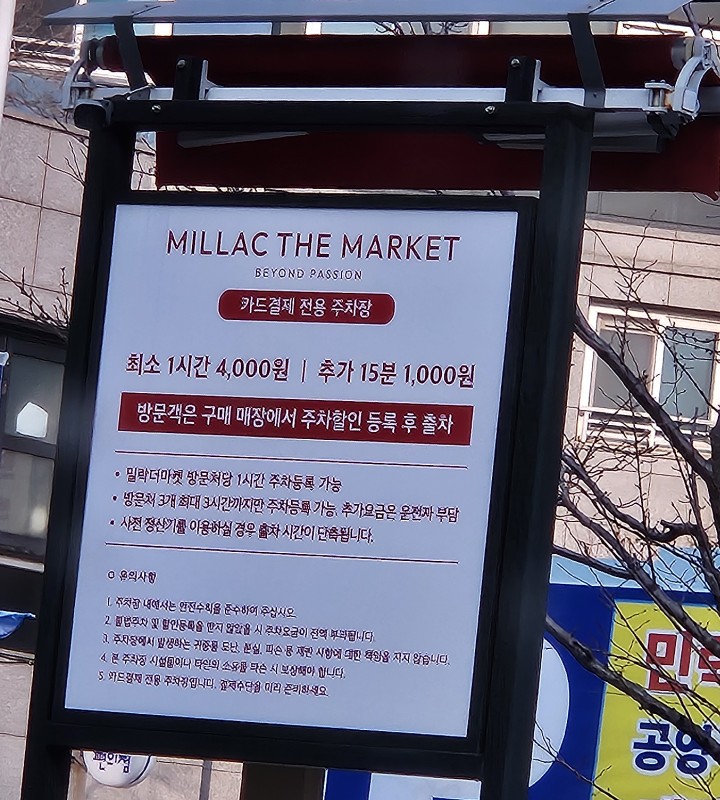 MILLAC THE MARKET
BEYOND PASSION
카드결제 전용 주차장
최소 1시간 4,000원 | 추가 15분 1,000원
방문객은 구매 매장에서 주차할인 등록 후 출차
• 밀락더마켓 방문처당 1시간 주차등록 가능
• 방문처 3개 최대 3시간까지만 주차등록 가능, 추가요금은 운전자 부담
• 사전 정산기를 이용하실 경우 출차 시간이 단축됩니다.
유의사항
1. 주차장 내에서는 안전수칙을 준수하여 주십시오.
2. 불법주차 및 할인등록을 받지 않았을 시 주차요금이 전액 부과됩니다.
3. 주차장에서 발생하는 귀중품 도난, 분실, 파손 등 제반 사항에 대한 책임을 지지 않습니다.
4. 본 주차장 시설물이나 타인의 소유물 파손 시 보상해야 합니다.
5. 카드결제 전용 주차장입니다. 결제수단을 미리 준비하세요.
편의점
공영